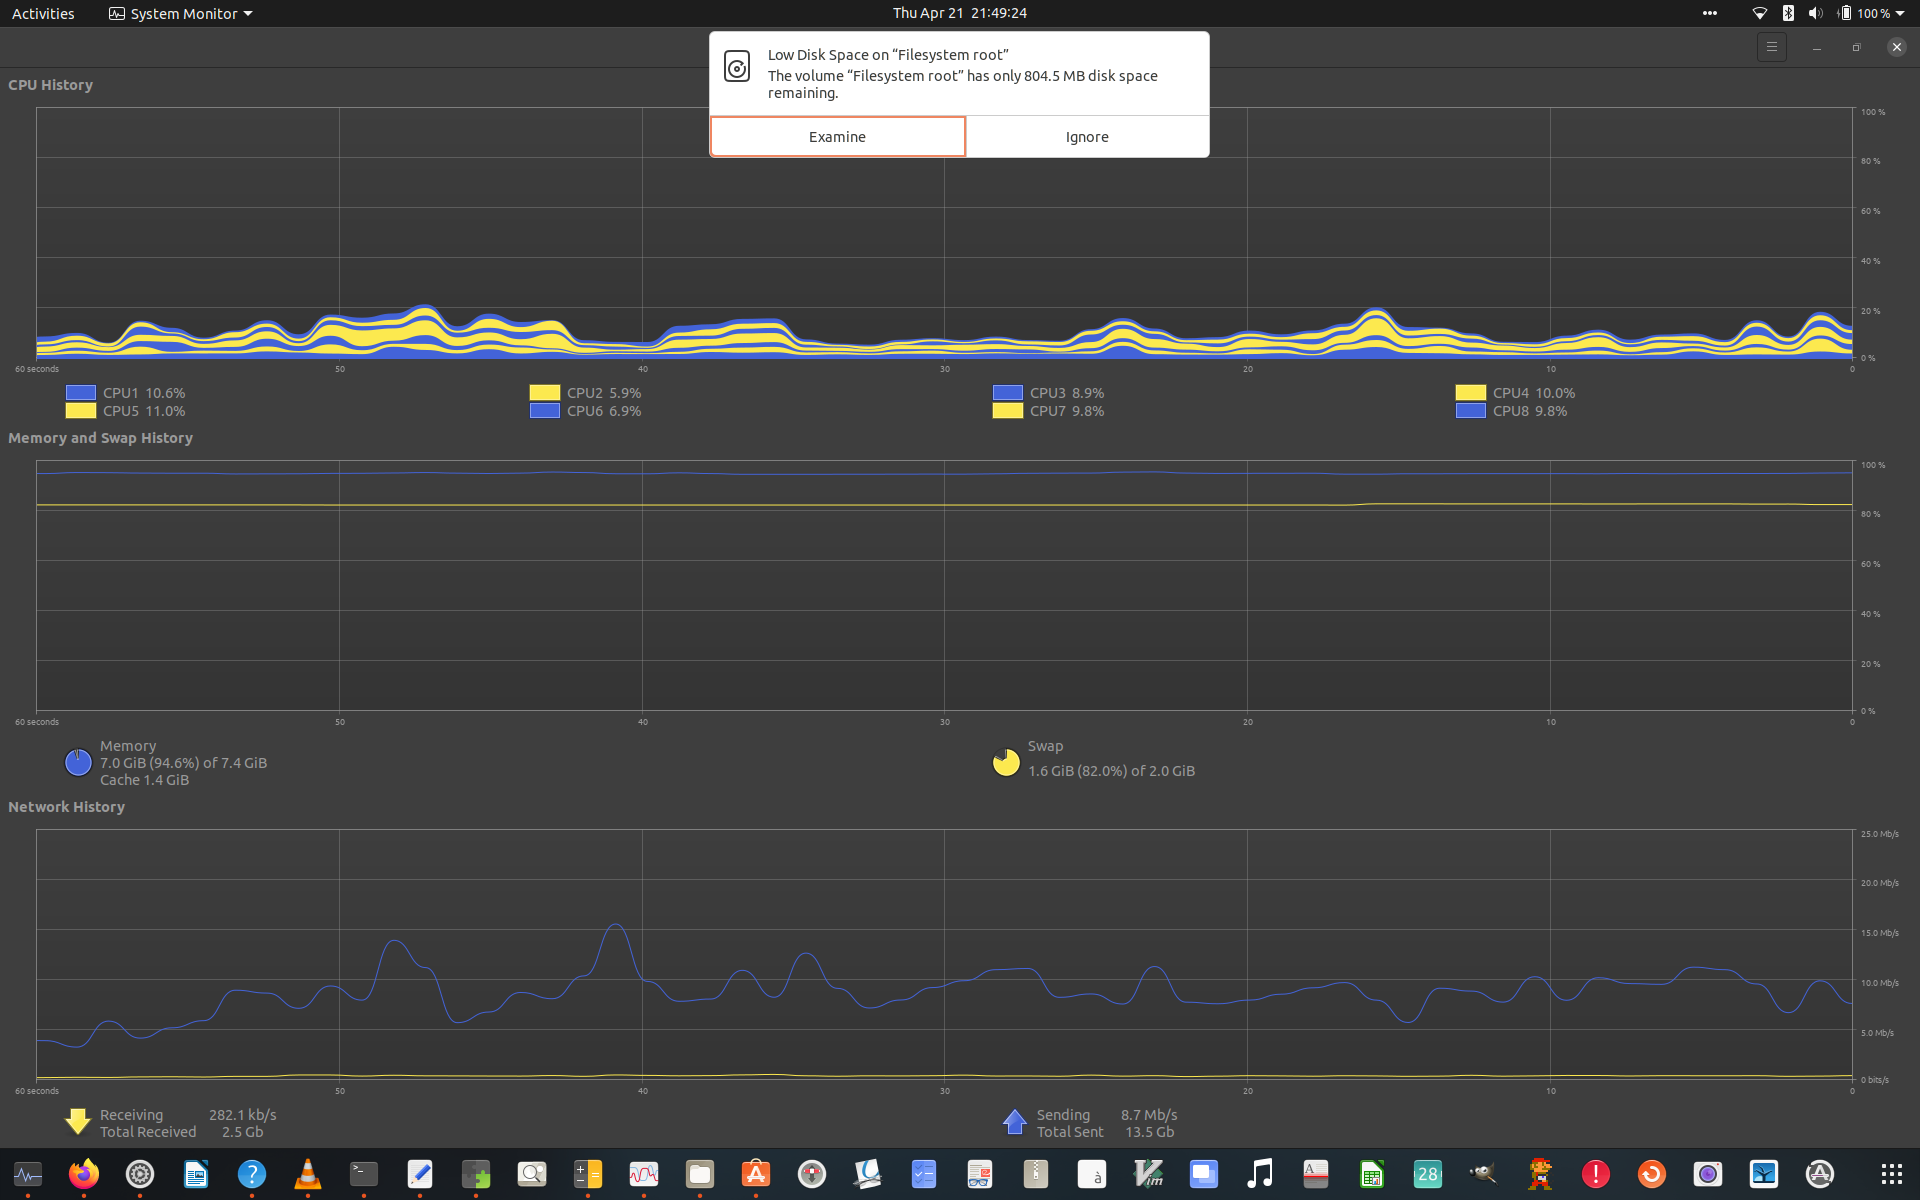 Activities
System Monitor
Thu Apr 21 21:49:24
100 %
Low Disk Space on “Filesystem root”
The volume “Filesystem root” has only 804.5 MB disk space
remaining.
Examine
Ignore
CPU History
100 %
80 %
60 %
40 %
20 %
0 %
60 seconds
50
40
30
20
10
0
CPU1 10.6%
CPU2 5.9%
CPU3 8.9%
CPU4 10.0%
CPU5 11.0%
CPU6 6.9%
CPU7 9.8%
CPU8 9.8%
Memory and Swap History
100 %
80 %
60 %
40 %
20 %
0 %
60 seconds
50
40
30
20
10
0
Memory
7.0 GiB (94.6%) of 7.4 GiB
Cache 1.4 GiB
Swap
1.6 GiB (82.0%) of 2.0 GiB
Network History
25.0 Mb/s
20.0 Mb/s
15.0 Mb/s
10.0 Mb/s
5.0 Mb/s
0 bits/s
60 seconds
50
40
30
20
10
0
Receiving 282.1 kb/s
Total Received 2.5 Gb
Sending 8.7 Mb/s
Total Sent 13.5 Gb
?
>_
A
à
Vim
A
28
!
A